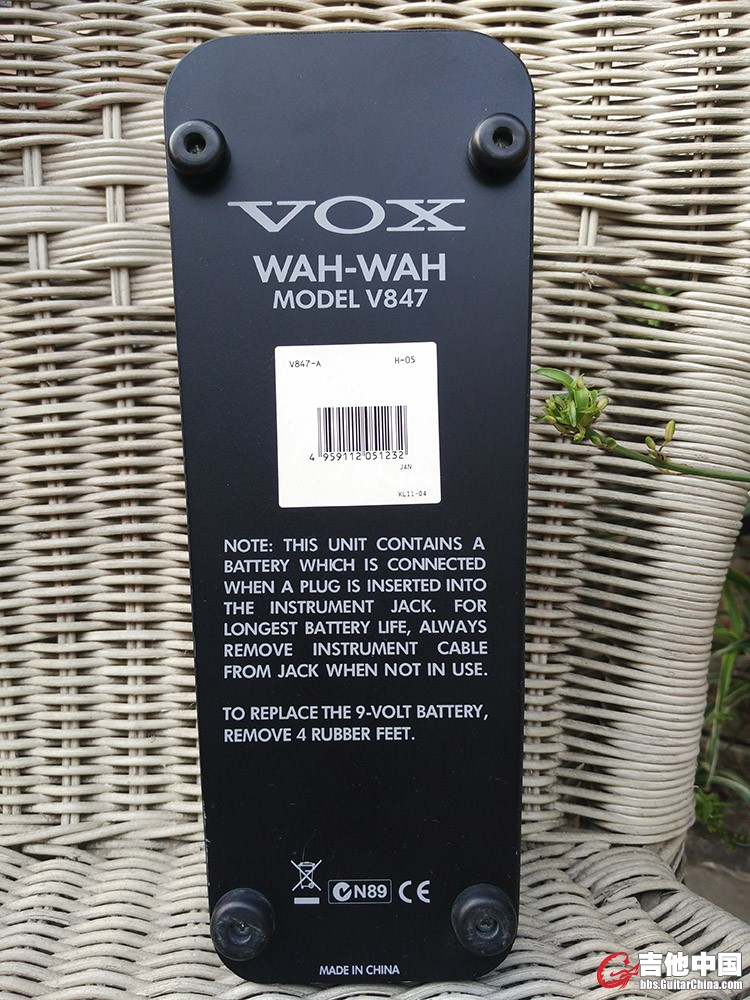 VOX
WAH-WAH
MODEL V847
V847-A H-05
4 959112 051232
JAN
KL11-04
NOTE: THIS UNIT CONTAINS A
BATTERY WHICH IS CONNECTED
WHEN A PLUG IS INSERTED INTO
THE INSTRUMENT JACK. FOR
LONGEST BATTERY LIFE, ALWAYS
REMOVE INSTRUMENT CABLE
FROM JACK WHEN NOT IN USE.
TO REPLACE THE 9-VOLT BATTERY,
REMOVE 4 RUBBER FEET.
N89 CE
MADE IN CHINA
吉他中国
bbs.GuitarChina.com